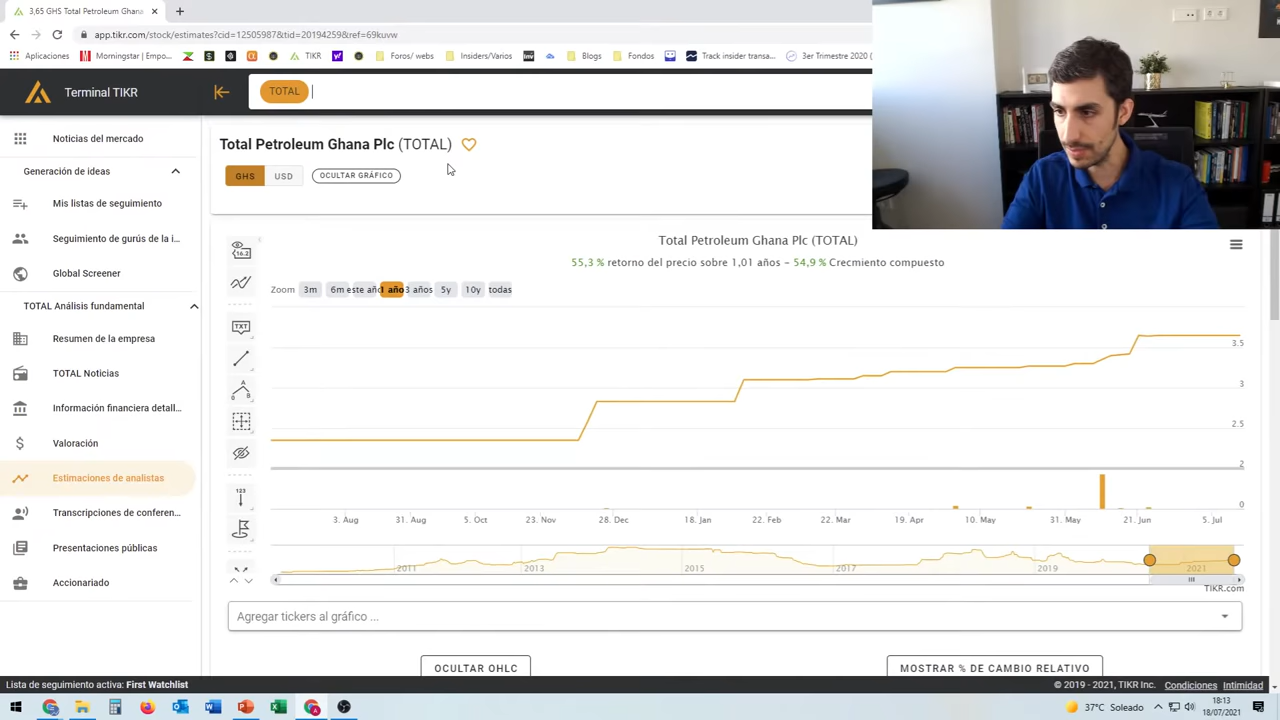 3,65 GHS Total Petroleum Ghana
app.tikr.com/stock/estimates?cid=12505987&tid=20194259&ref=69kuvw
Aplicaciones
Morningstar | Empo...
TIKR
Foros/ webs
Insiders/Varios
Blogs
Fondos
Track insider transa...
3er Trimestre 2020 (
Terminal TIKR
TOTAL
Noticias del mercado
Generación de ideas
Mis listas de seguimiento
Seguimiento de gurús de la i...
Global Screener
TOTAL Análisis fundamental
Resumen de la empresa
TOTAL Noticias
Información financiera detall...
Valoración
Estimaciones de analistas
Transcripciones de conferen...
Presentaciones públicas
Accionariado
Total Petroleum Ghana Plc (TOTAL)
GHS
USD
OCULTAR GRÁFICO
Total Petroleum Ghana Plc (TOTAL)
55,3 % retorno del precio sobre 1,01 años – 54,9 % Crecmiento compuesto
Zoom 3m 6m este año 1 año 3 años 5y 10y todas
16.2
TXT
A
B
123
3.5
3
2.5
2
0
3. Aug 31. Aug 5. Oct 23. Nov 28. Dec 18. Jan 22. Feb 22. Mar 19. Apr 10. May 31. May 21. Jun 5. Jul
2011 2013 2015 2017 2019 2021
TIKR.com
Agregar tickers al gráfico ...
OCULTAR OHLC
MOSTRAR % DE CAMBIO RELATIVO
Lista de seguimiento activa: First Watchlist
© 2019 - 2021, TIKR Inc. Condiciones Intimidad
37°C Soleado
18:13
18/07/2021